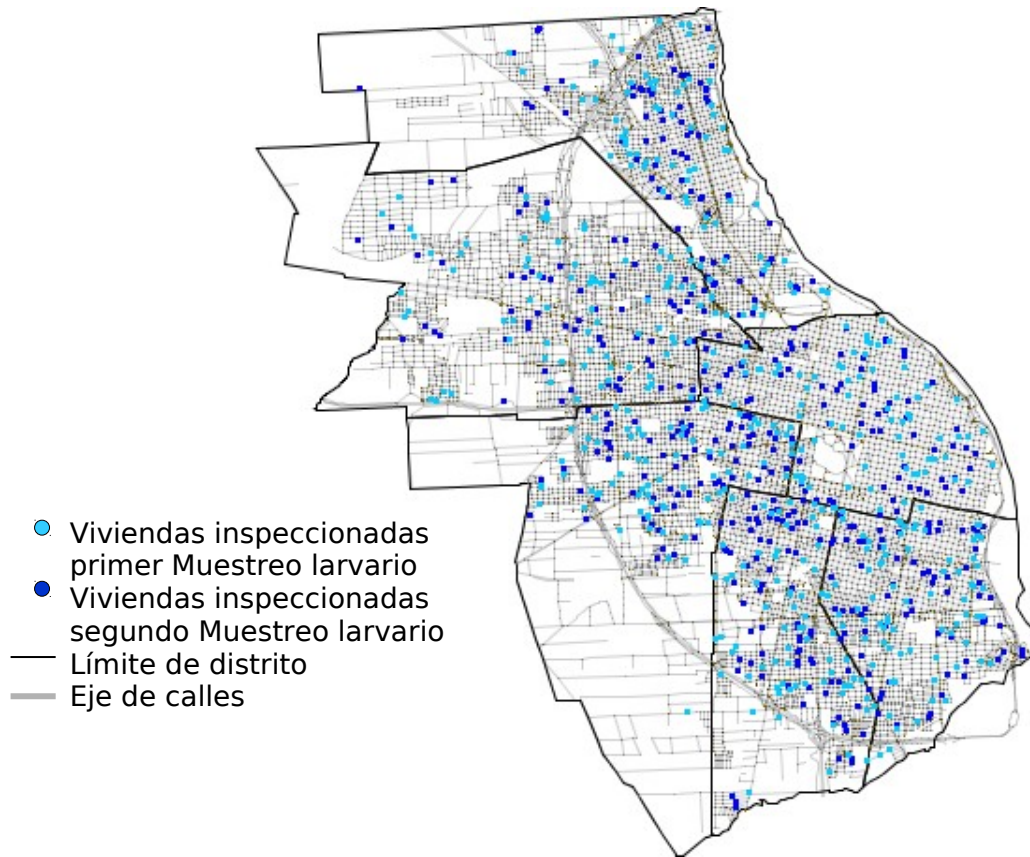 Viviendas inspeccionadas
primer Muestreo larvario
Viviendas inspeccionadas
segundo Muestreo larvario
Límite de distrito
Eje de calles